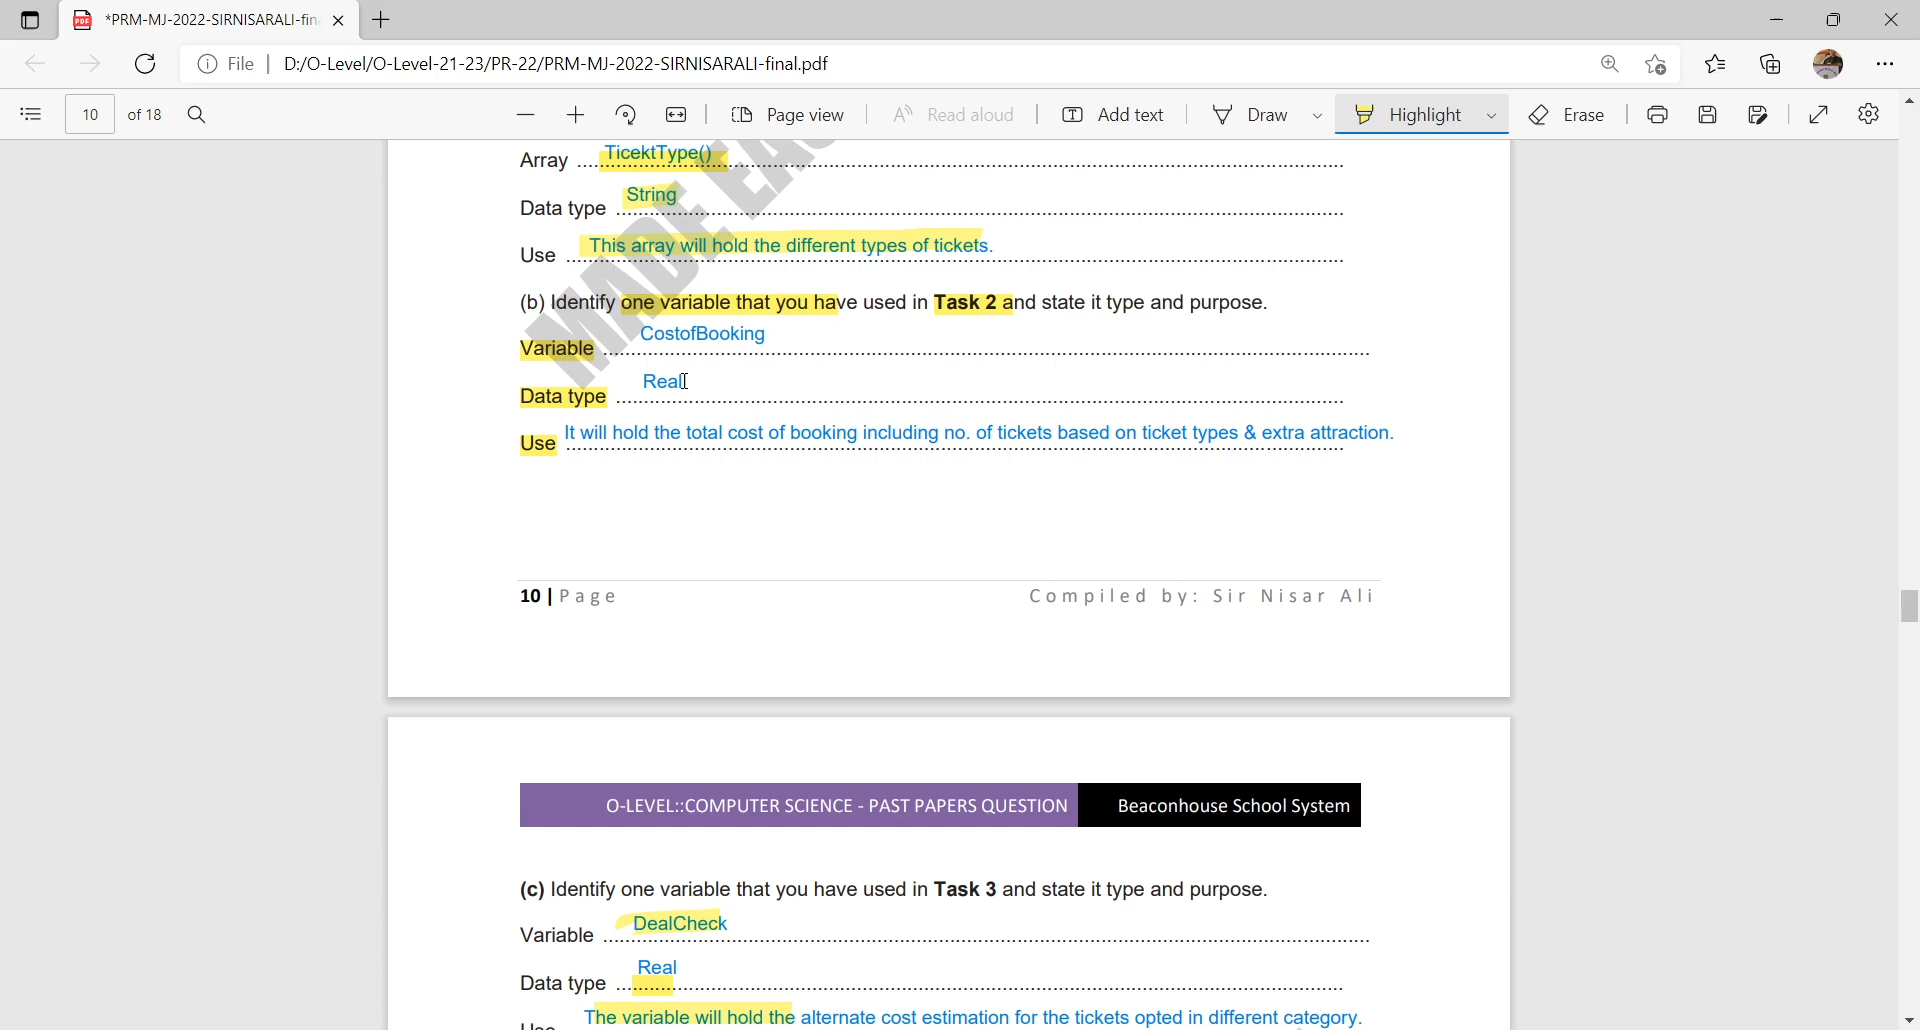 *PRM-MJ-2022-SIRNISARALI-fin
File D:/O-Level/O-Level-21-23/PR-22/PRM-MJ-2022-SIRNISARALI-final.pdf
10 of 18 Page view Read aloud Add text Draw Highlight Erase
Array TicektType()
Data type String
Use This array will hold the different types of tickets.
(b) Identify one variable that you have used in Task 2 and state it type and purpose.
Variable CostofBooking
Data type Real
Use It will hold the total cost of booking including no. of tickets based on ticket types & extra attraction.
10 | Page Compiled by: Sir Nisar Ali
O-LEVEL::COMPUTER SCIENCE - PAST PAPERS QUESTION Beaconhouse School System
(c) Identify one variable that you have used in Task 3 and state it type and purpose.
Variable DealCheck
Data type Real
Use The variable will hold the alternate cost estimation for the tickets opted in different category.